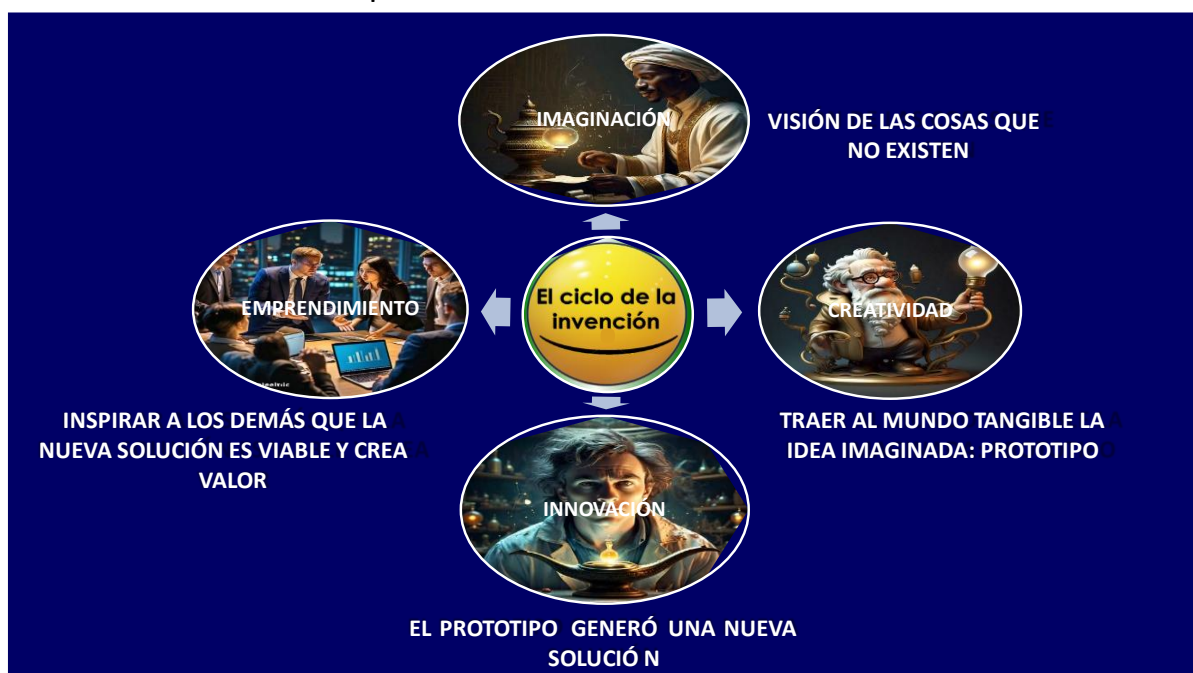 IMAGINACIÓN
VISIÓN DE LAS COSAS QUE
NO EXISTEN
El ciclo de la
invención
EMPRENDIMIENTO
CREATIVIDAD
INSPIRAR A LOS DEMÁS QUE LA
NUEVA SOLUCIÓN ES VIABLE Y CREA
VALOR
TRAER AL MUNDO TANGIBLE LA
IDEA IMAGINADA: PROTOTIPO
INNOVACIÓN
EL PROTOTIPO GENERÓ UNA NUEVA
SOLUCIÓ N